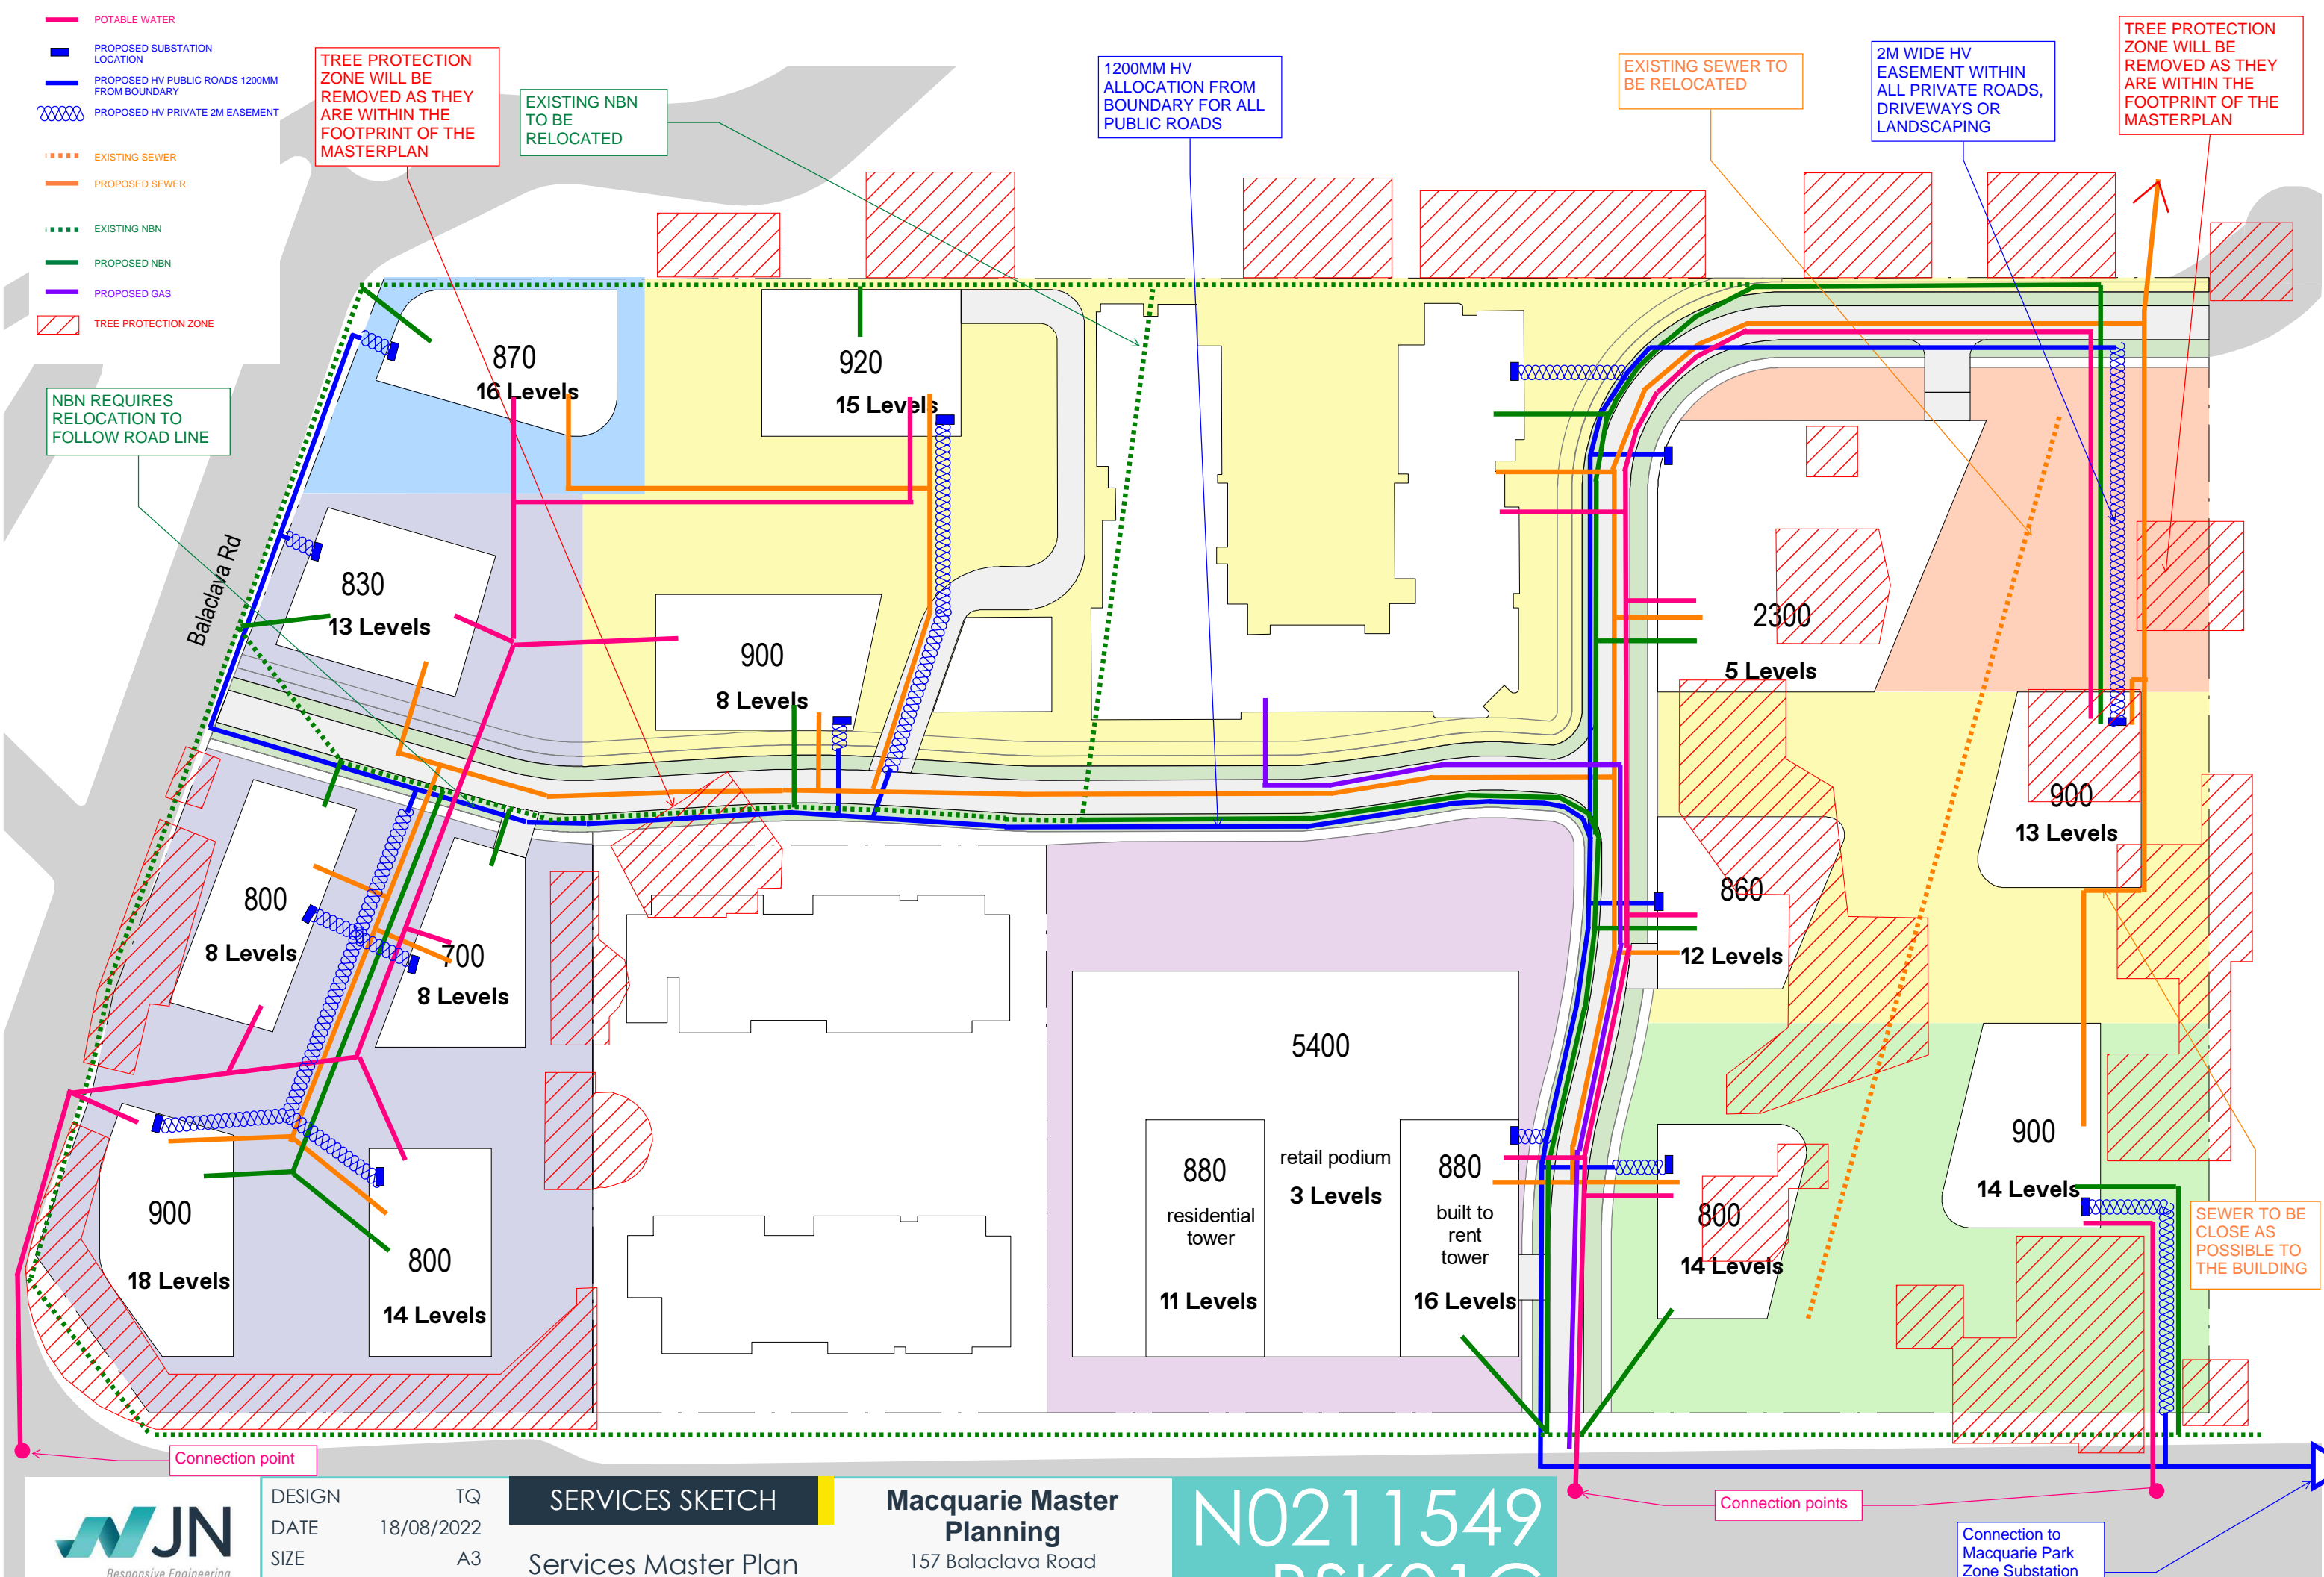 POTABLE WATER
PROPOSED SUBSTATION
LOCATION
PROPOSED HV PUBLIC ROADS 1200MM
FROM BOUNDARY
PROPOSED HV PRIVATE 2M EASEMENT
EXISTING SEWER
PROPOSED SEWER
EXISTING NBN
PROPOSED NBN
PROPOSED GAS
TREE PROTECTION ZONE
TREE PROTECTION
ZONE WILL BE
REMOVED AS THEY
ARE WITHIN THE
FOOTPRINT OF THE
MASTERPLAN
EXISTING NBN
TO BE
RELOCATED
1200MM HV
ALLOCATION FROM
BOUNDARY FOR ALL
PUBLIC ROADS
EXISTING SEWER TO
BE RELOCATED
2M WIDE HV
EASEMENT WITHIN
ALL PRIVATE ROADS,
DRIVEWAYS OR
LANDSCAPING
TREE PROTECTION
ZONE WILL BE
REMOVED AS THEY
ARE WITHIN THE
FOOTPRINT OF THE
MASTERPLAN
NBN REQUIRES
RELOCATION TO
FOLLOW ROAD LINE
Balaclava Rd
870
16 Levels
920
15 Levels
830
13 Levels
900
8 Levels
2300
5 Levels
900
13 Levels
800
8 Levels
700
8 Levels
860
12 Levels
5400
880
residential
tower
11 Levels
retail podium
3 Levels
880
built to
rent
tower
16 Levels
800
14 Levels
900
14 Levels
900
18 Levels
800
14 Levels
SEWER TO BE
CLOSE AS
POSSIBLE TO
THE BUILDING
Connection point
Connection points
Connection to
Macquarie Park
Zone Substation
JN
Responsive Engineering
DESIGN TQ
DATE 18/08/2022
SIZE A3
SERVICES SKETCH
Services Master Plan
Macquarie Master
Planning
157 Balaclava Road
N0211549